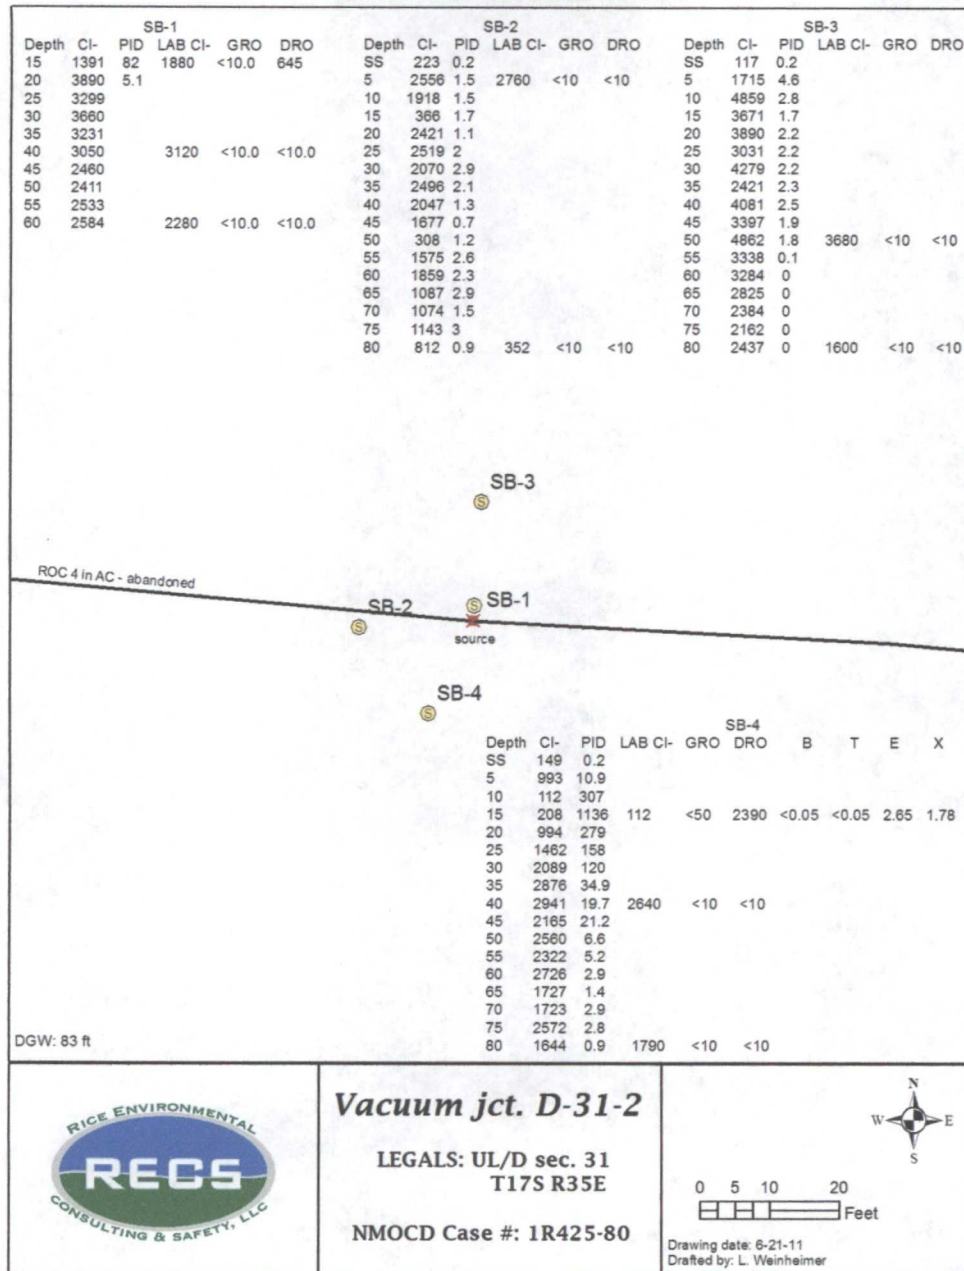 SB-1
Depth Cl- PID LAB Cl- GRO DRO
15 1391 82 1880 <10.0 645
20 3890 5.1
25 3299
30 3660
35 3231
40 3050 3120 <10.0 <10.0
45 2460
50 2411
55 2533
60 2584 2280 <10.0 <10.0
SB-2
Depth Cl- PID LAB Cl- GRO DRO
SS 223 0.2
5 2556 1.5 2760 <10 <10
10 1918 1.5
15 366 1.7
20 2421 1.1
25 2519 2
30 2070 2.9
35 2496 2.1
40 2047 1.3
45 1677 0.7
50 308 1.2
55 1575 2.6
60 1859 2.3
65 1087 2.9
70 1074 1.5
75 1143 3
80 812 0.9 352 <10 <10
SB-3
Depth Cl- PID LAB Cl- GRO DRO
SS 117 0.2
5 1715 4.6
10 4859 2.8
15 3671 1.7
20 3890 2.2
25 3031 2.2
30 4279 2.2
35 2421 2.3
40 4081 2.5
45 3397 1.9
50 4862 1.8 3680 <10 <10
55 3338 0.1
60 3284 0
65 2825 0
70 2384 0
75 2162 0
80 2437 0 1600 <10 <10
SB-3
S
ROC 4 in AC - abandoned
SB-2
S
SB-1
S
source
SB-4
S
SB-4
Depth Cl- PID LAB Cl- GRO DRO B T E X
SS 149 0.2
5 993 10.9
10 112 307
15 208 1136 112 <50 2390 <0.05 <0.05 2.65 1.78
20 994 279
25 1462 158
30 2089 120
35 2876 34.9
40 2941 19.7 2640 <10 <10
45 2165 21.2
50 2560 6.6
55 2322 5.2
60 2726 2.9
65 1727 1.4
70 1723 2.9
75 2572 2.8
80 1644 0.9 1790 <10 <10
DGW: 83 ft
RICE ENVIRONMENTAL
RECS
CONSULTING & SAFETY, LLC
Vacuum jct. D-31-2
LEGALS: UL/D sec. 31
T17S R35E
NMOCD Case #: 1R425-80
N
W E
S
0 5 10 20
Feet
Drawing date: 6-21-11
Drafted by: L. Weinheimer